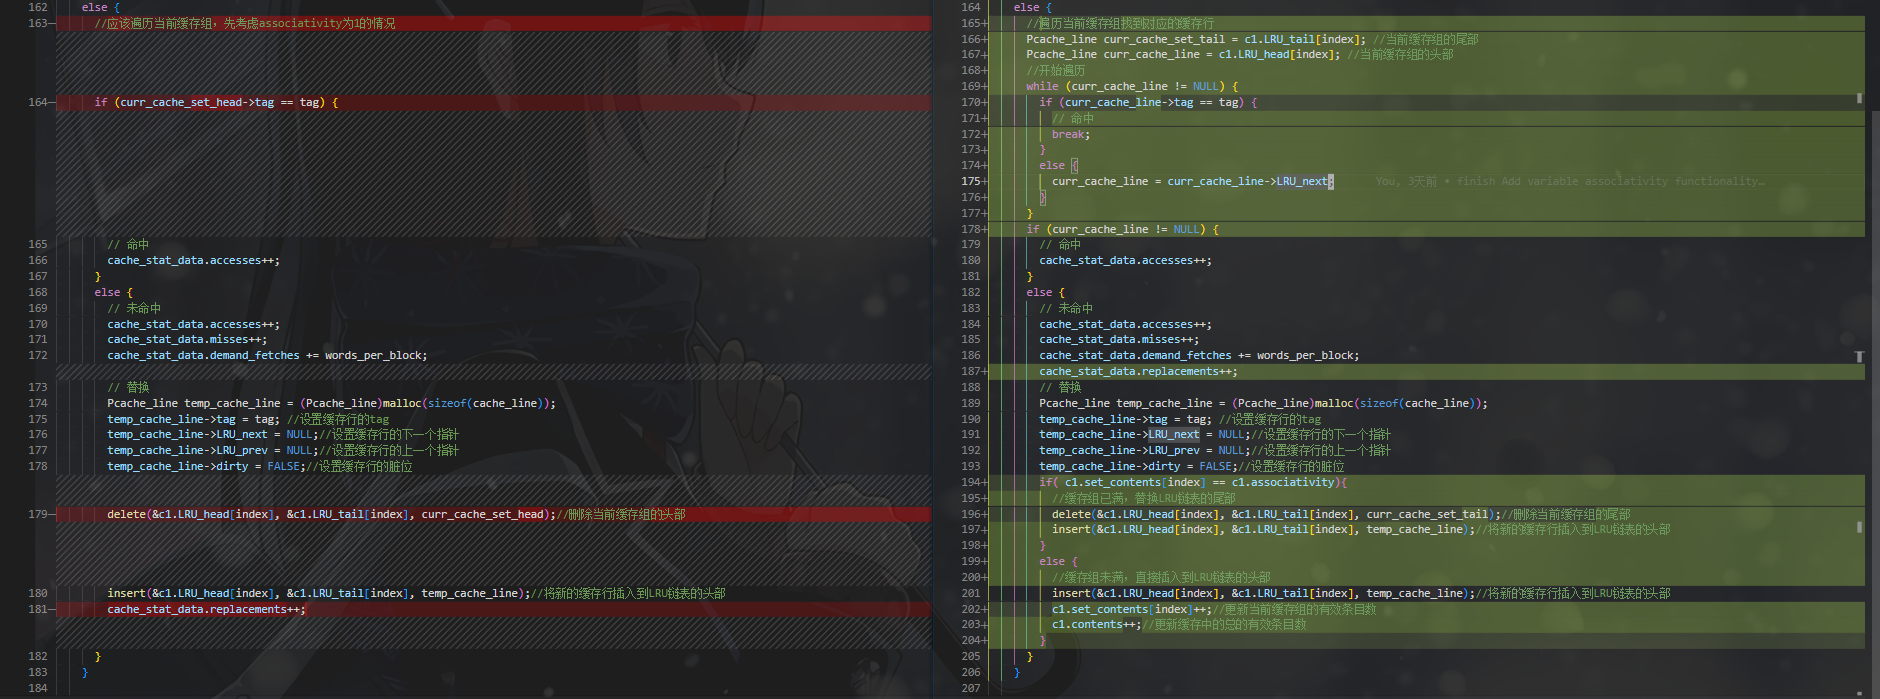 162 else {
163 //应该遍历当前缓存组，先考虑associativity为1的情况
164 if (curr_cache_set_head->tag == tag) {
165 // 命中
166 cache_stat_data.accesses++;
167 }
168 else {
169 // 未命中
170 cache_stat_data.accesses++;
171 cache_stat_data.misses++;
172 cache_stat_data.demand_fetches += words_per_block;
173 // 替换
174 Pcache_line temp_cache_line = (Pcache_line)malloc(sizeof(cache_line));
175 temp_cache_line->tag = tag; //设置缓存行的tag
176 temp_cache_line->LRU_next = NULL;//设置缓存行的下一个指针
177 temp_cache_line->LRU_prev = NULL;//设置缓存行的上一个指针
178 temp_cache_line->dirty = FALSE;//设置缓存行的脏位
179 delete(&c1.LRU_head[index], &c1.LRU_tail[index], curr_cache_set_head);//删除当前缓存组的头部
180 insert(&c1.LRU_head[index], &c1.LRU_tail[index], temp_cache_line);//将新的缓存行插入到LRU链表的头部
181 cache_stat_data.replacements++;
182 }
183 }
184
164 else {
165+ //遍历当前缓存组找到对应的缓存行
166+ Pcache_line curr_cache_set_tail = c1.LRU_tail[index]; //当前缓存组的尾部
167+ Pcache_line curr_cache_line = c1.LRU_head[index]; //当前缓存组的头部
168+ //开始遍历
169+ while (curr_cache_line != NULL) {
170+ if (curr_cache_line->tag == tag) {
171+ // 命中
172+ break;
173+ }
174+ else {
175+ curr_cache_line = curr_cache_line->LRU_next; You, 3天前 • finish Add variable associativity functionality…
176+ }
177+ }
178+ if (curr_cache_line != NULL) {
179 // 命中
180 cache_stat_data.accesses++;
181 }
182 else {
183 // 未命中
184 cache_stat_data.accesses++;
185 cache_stat_data.misses++;
186 cache_stat_data.demand_fetches += words_per_block;
187+ cache_stat_data.replacements++;
188 // 替换
189 Pcache_line temp_cache_line = (Pcache_line)malloc(sizeof(cache_line));
190 temp_cache_line->tag = tag; //设置缓存行的tag
191 temp_cache_line->LRU_next = NULL;//设置缓存行的下一个指针
192 temp_cache_line->LRU_prev = NULL;//设置缓存行的上一个指针
193 temp_cache_line->dirty = FALSE;//设置缓存行的脏位
194+ if( c1.set_contents[index] == c1.associativity){
195+ //缓存组已满，替换LRU链表的尾部
196+ delete(&c1.LRU_head[index], &c1.LRU_tail[index], curr_cache_set_tail);//删除当前缓存组的尾部
197+ insert(&c1.LRU_head[index], &c1.LRU_tail[index], temp_cache_line);//将新的缓存行插入到LRU链表的头部
198+ }
199+ else {
200+ //缓存组未满，直接插入到LRU链表的头部
201 insert(&c1.LRU_head[index], &c1.LRU_tail[index], temp_cache_line);//将新的缓存行插入到LRU链表的头部
202+ c1.set_contents[index]++;//更新当前缓存组的有效条目数
203+ c1.contents++;//更新缓存中的总的有效条目数
204+ }
205 }
206 }
207